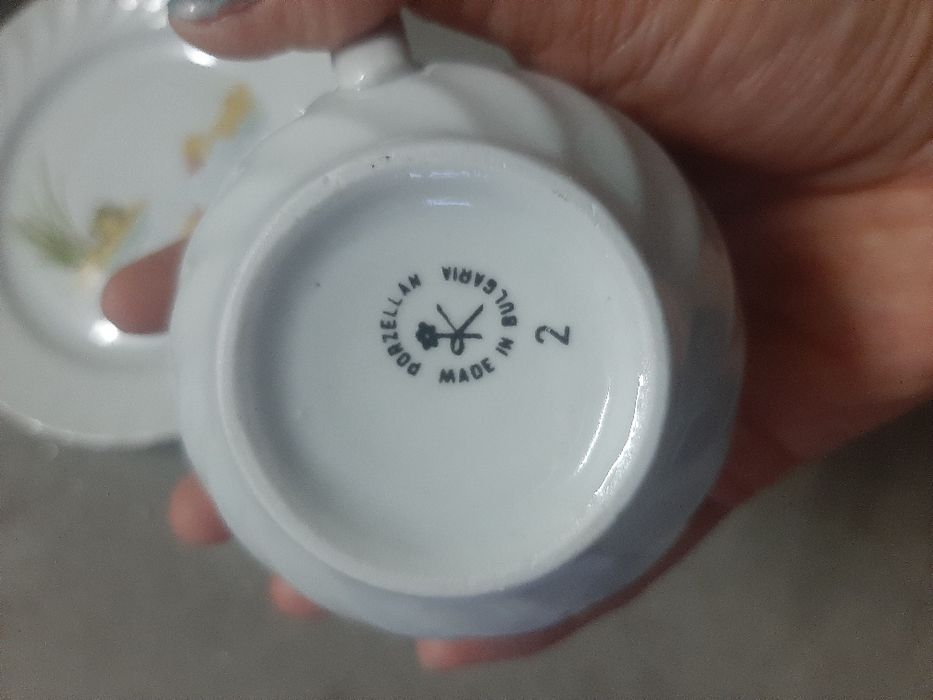 PORZELLAN
K
MADE IN BULGARIA
2